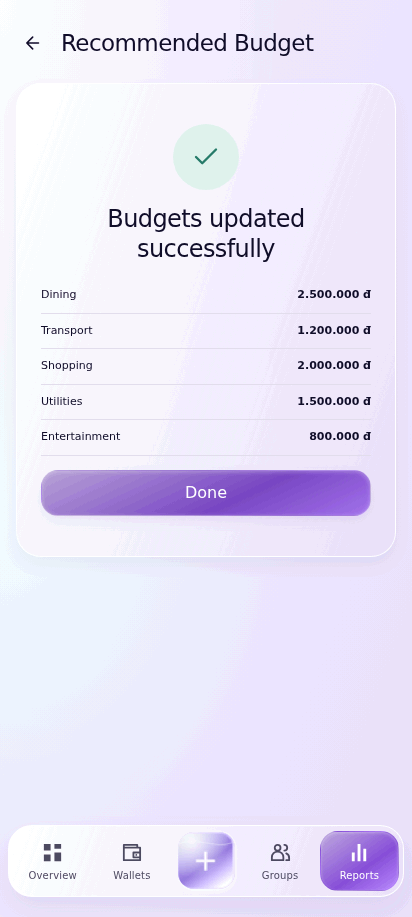 Recommended Budget
Budgets updated
successfully
Dining 2.500.000 đ
Transport 1.200.000 đ
Shopping 2.000.000 đ
Utilities 1.500.000 đ
Entertainment 800.000 đ
Done
Overview Wallets Groups Reports